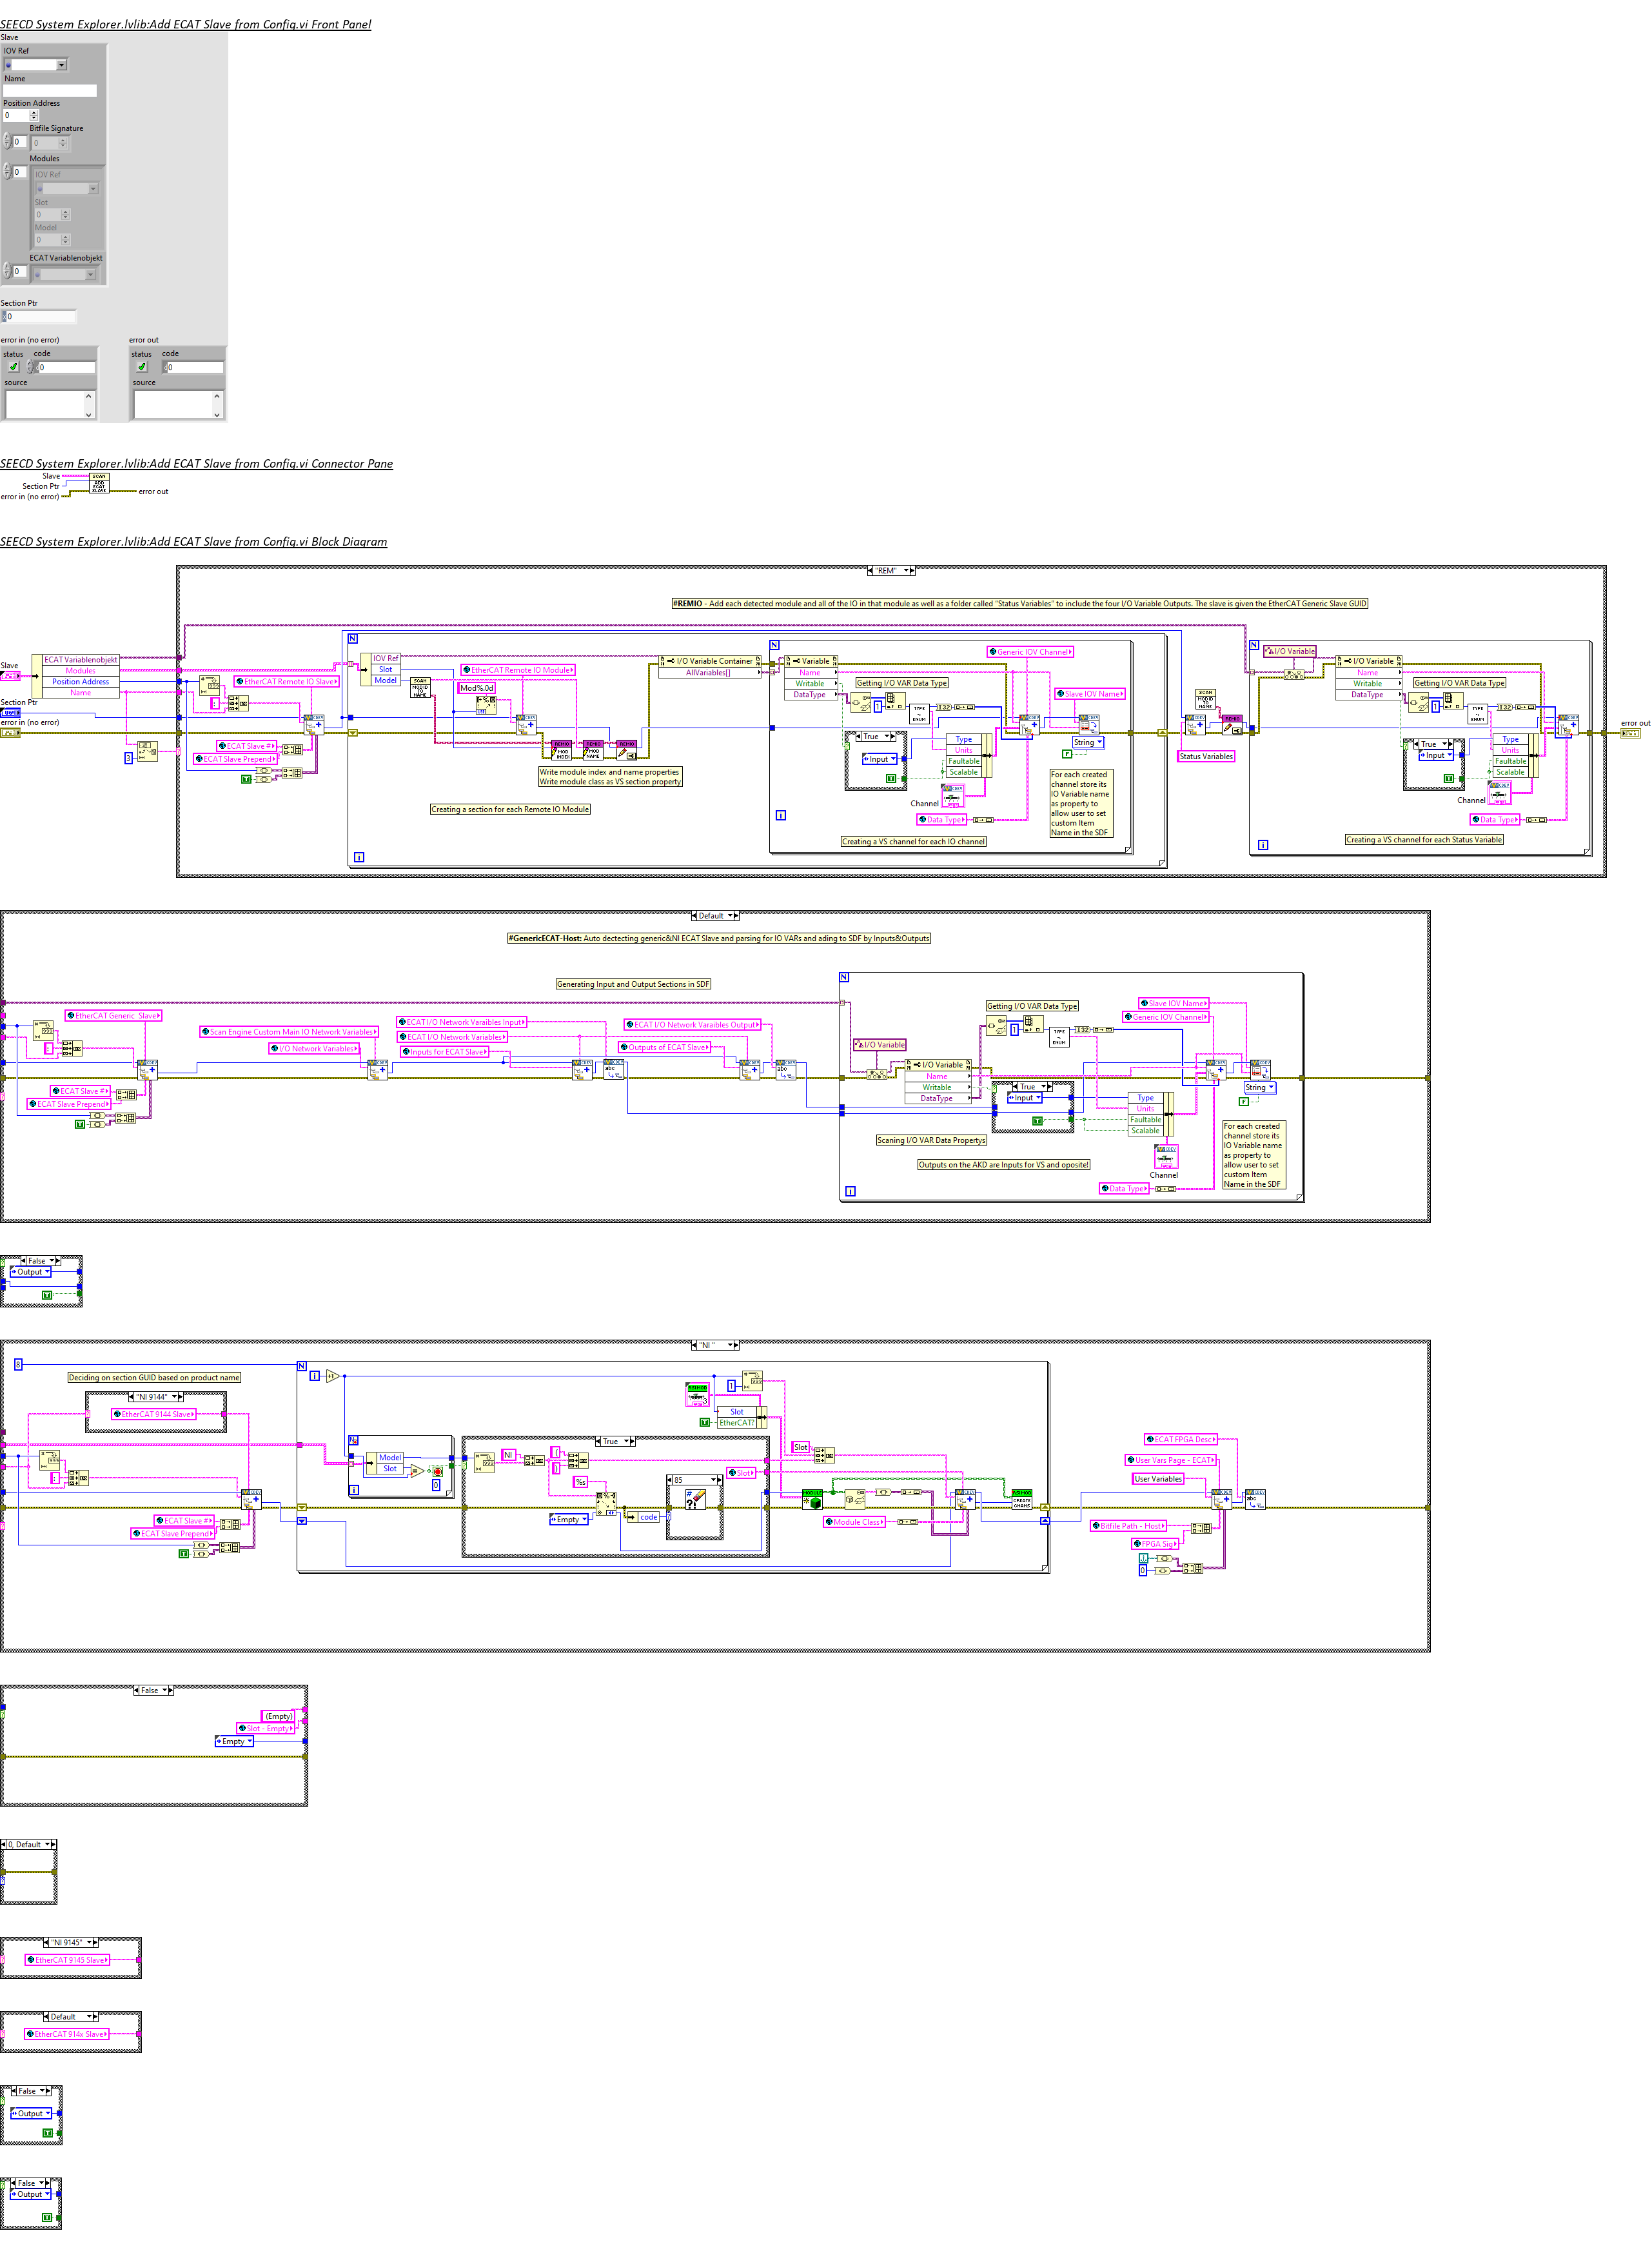 SEECD System Explorer.lvlib:Add ECAT Slave from Config.vi Front Panel
Slave
IOV Ref
Name
Position Address
0
Bitfile Signature
0
0
Modules
0
IOV Ref
Slot
0
Model
0
ECAT Variablenobjekt
0
Section Ptr
0
error in (no error)
error out
status
code
status
code
0
0
source
source
SEECD System Explorer.lvlib:Add ECAT Slave from Config.vi Connector Pane
Slave
Section Ptr
error in (no error)
error out
SEECD System Explorer.lvlib:Add ECAT Slave from Config.vi Block Diagram
"REM"
#REMIO - Add each detected module and all of the IO in that module as well as a folder called "Status Variables" to include the four I/O Variable Outputs. The slave is given the EtherCAT Generic Slave GUID
Slave
Section Ptr
error in (no error)
ECAT Variablenobjekt
Modules
Position Address
Name
EtherCAT Remote IO Slave
ECAT Slave #
ECAT Slave Prepend
3
IOV Ref
Slot
Model
Mod%.0d
EtherCAT Remote IO Module
Write module index and name properties
Write module class as VS section property
Creating a section for each Remote IO Module
I/O Variable Container
AllVariables[]
Variable
Name
Writable
DataType
Getting I/O VAR Data Type
1
TYPE
ENUM
I32
True
Input
Type
Units
Faultable
Scalable
Channel
Data Type
Creating a VS channel for each IO channel
Generic IOV Channel
Slave IOV Name
String
For each created
channel store its
IO Variable name
as property to
allow user to set
custom Item
Name in the SDF
Status Variables
I/O Variable
I/O Variable
Name
Writable
DataType
Getting I/O VAR Data Type
1
TYPE
ENUM
I32
True
Input
Type
Units
Faultable
Scalable
Channel
Data Type
Creating a VS channel for each Status Variable
error out
Default
#GenericECAT-Host: Auto dectecting generic&NI ECAT Slave and parsing for IO VARs and ading to SDF by Inputs&Outputs
Generating Input and Output Sections in SDF
EtherCAT Generic Slave
ECAT Slave #
ECAT Slave Prepend
Scan Engine Custom Main IO Network Variables
I/O Network Variables
ECAT I/O Network Varaibles Input
ECAT I/O Network Variables
Inputs for ECAT Slave
ECAT I/O Network Varaibles Output
Outputs of ECAT Slave
I/O Variable
I/O Variable
Name
Writable
DataType
Getting I/O VAR Data Type
1
TYPE
ENUM
I32
True
Input
Scaning I/O VAR Data Propertys
Outputs on the AKD are Inputs for VS and oposite!
Slave IOV Name
Generic IOV Channel
Type
Units
Faultable
Scalable
Channel
Data Type
String
For each created
channel store its
IO Variable name
as property to
allow user to set
custom Item
Name in the SDF
False
Output
"NI "
8
Deciding on section GUID based on product name
"NI 9144"
EtherCAT 9144 Slave
ECAT Slave #
ECAT Slave Prepend
Model
Slot
0
True
NI
(
)
%s
Empty
code
85
Slot
1
Slot
EtherCAT?
Slot
Module Class
ECAT FPGA Desc
User Vars Page - ECAT
User Variables
Bitfile Path - Host
FPGA Sig
0
False
(Empty)
Slot - Empty
Empty
0, Default
"NI 9145"
EtherCAT 9145 Slave
Default
EtherCAT 914x Slave
False
Output
False
Output